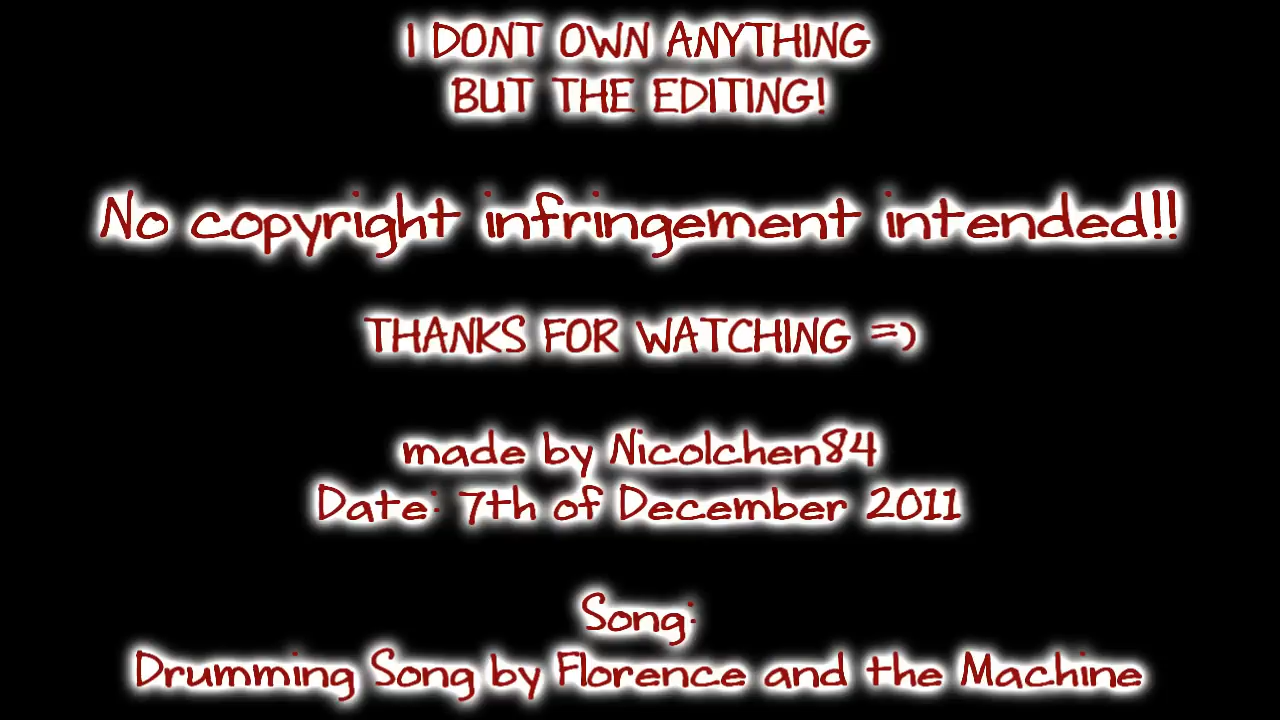 I DONT OWN ANYTHING
BUT THE EDITING!
No copyright infringement intended!!
THANKS FOR WATCHING =)
made by Nicolchen84
Date: 7th of December 2011
Song:
Drumming Song by Florence and the Machine